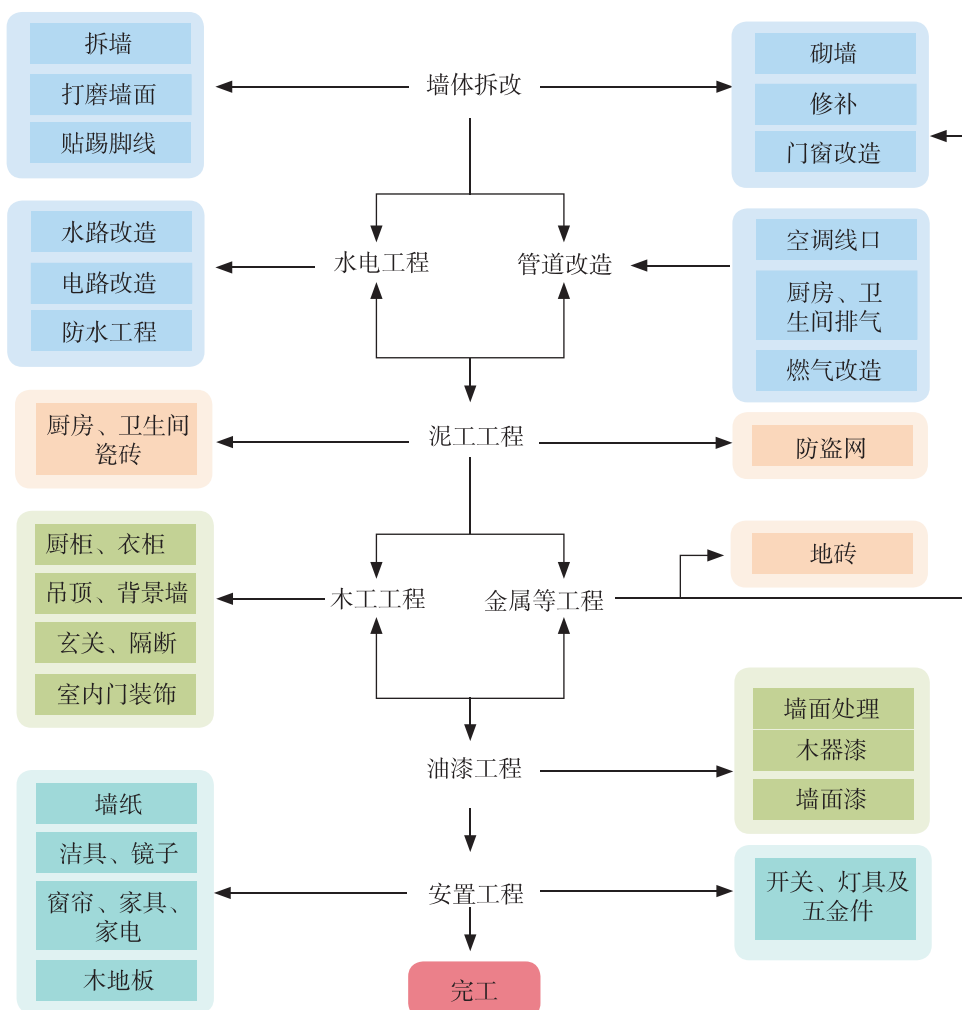 拆墙
打磨墙面
贴踢脚线
墙体拆改
砌墙
修补
门窗改造
水路改造
电路改造
防水工程
水电工程
管道改造
空调线口
厨房、卫
生间排气
燃气改造
厨房、卫生间
瓷砖
泥工工程
防盗网
地砖
厨柜、衣柜
吊顶、背景墙
玄关、隔断
室内门装饰
木工工程
金属等工程
墙面处理
木器漆
墙面漆
油漆工程
墙纸
洁具、镜子
窗帘、家具、
家电
木地板
安置工程
开关、灯具及
五金件
完工